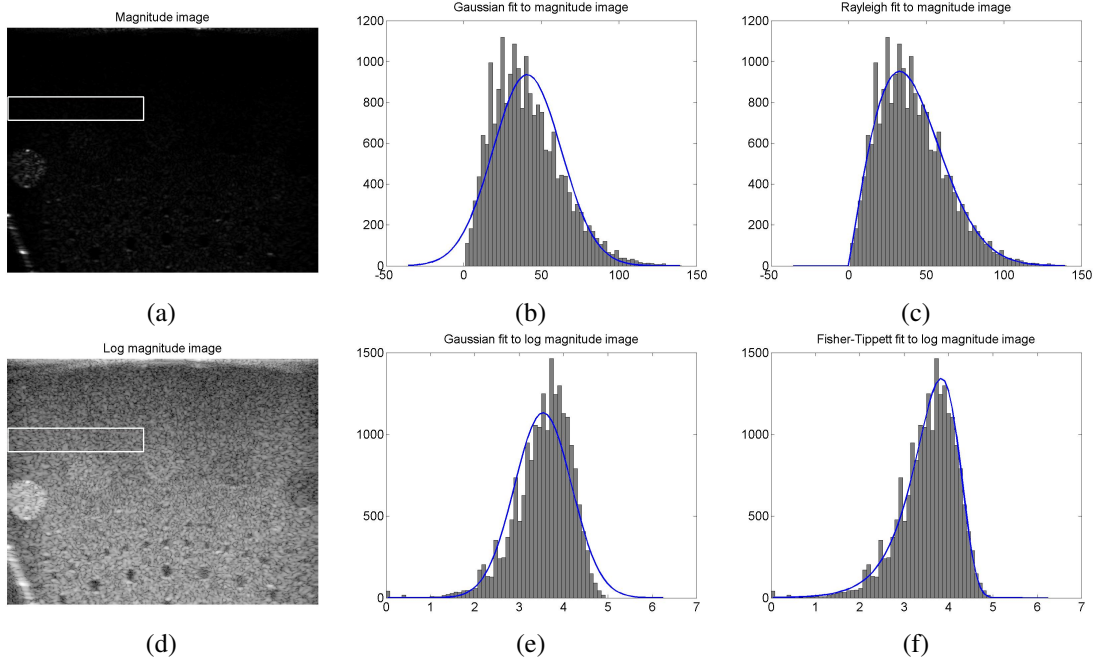 Magnitude image
Gaussian fit to magnitude image
Rayleigh fit to magnitude image
1200
1000
800
600
400
200
0
-50 0 50 100 150
1200
1000
800
600
400
200
0
-50 0 50 100 150
(a)
(b)
(c)
Log magnitude image
Gaussian fit to log magnitude image
Fisher-Tippett fit to log magnitude image
1500
1000
500
0
0 1 2 3 4 5 6 7
1500
1000
500
0
0 1 2 3 4 5 6 7
(d)
(e)
(f)